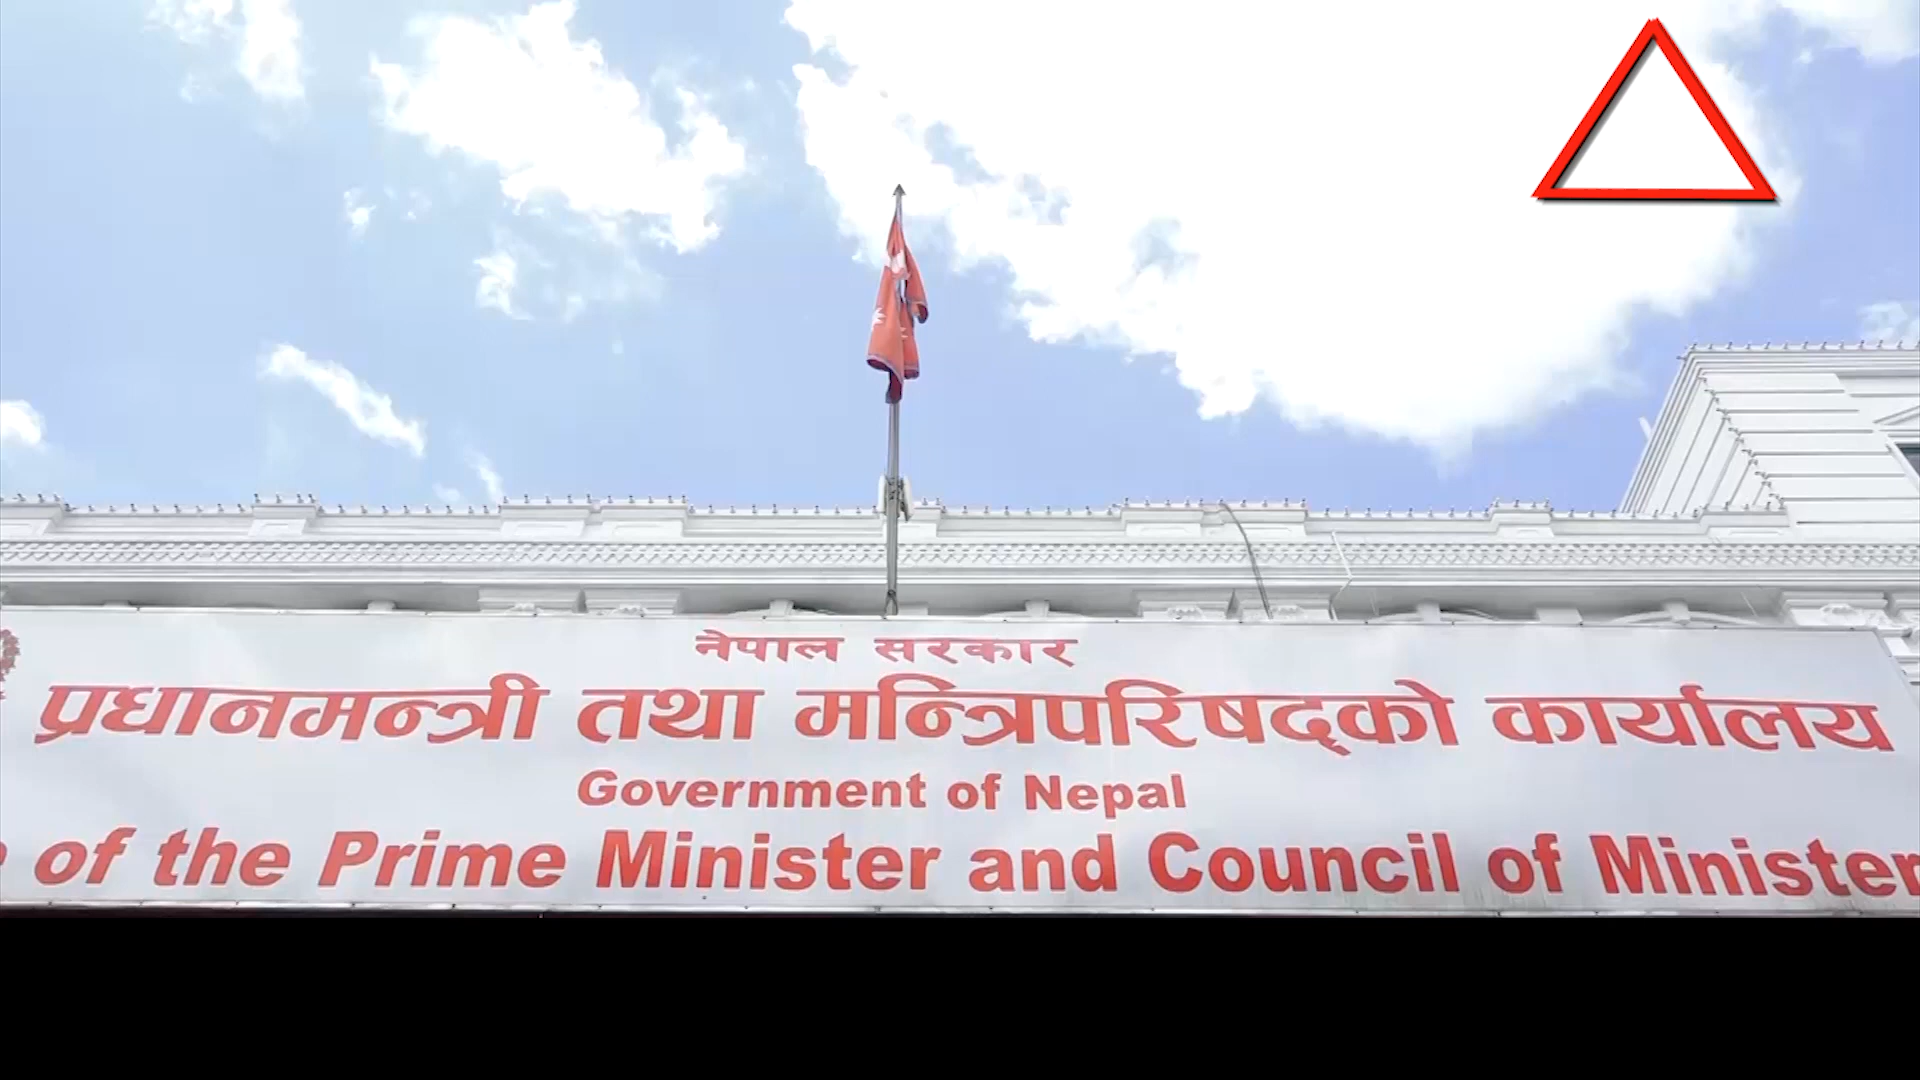 नेपाल सरकार
प्रधानमन्त्री तथा मन्त्रिपरिषद्को कार्यालय
Government of Nepal
of the Prime Minister and Council of Minister